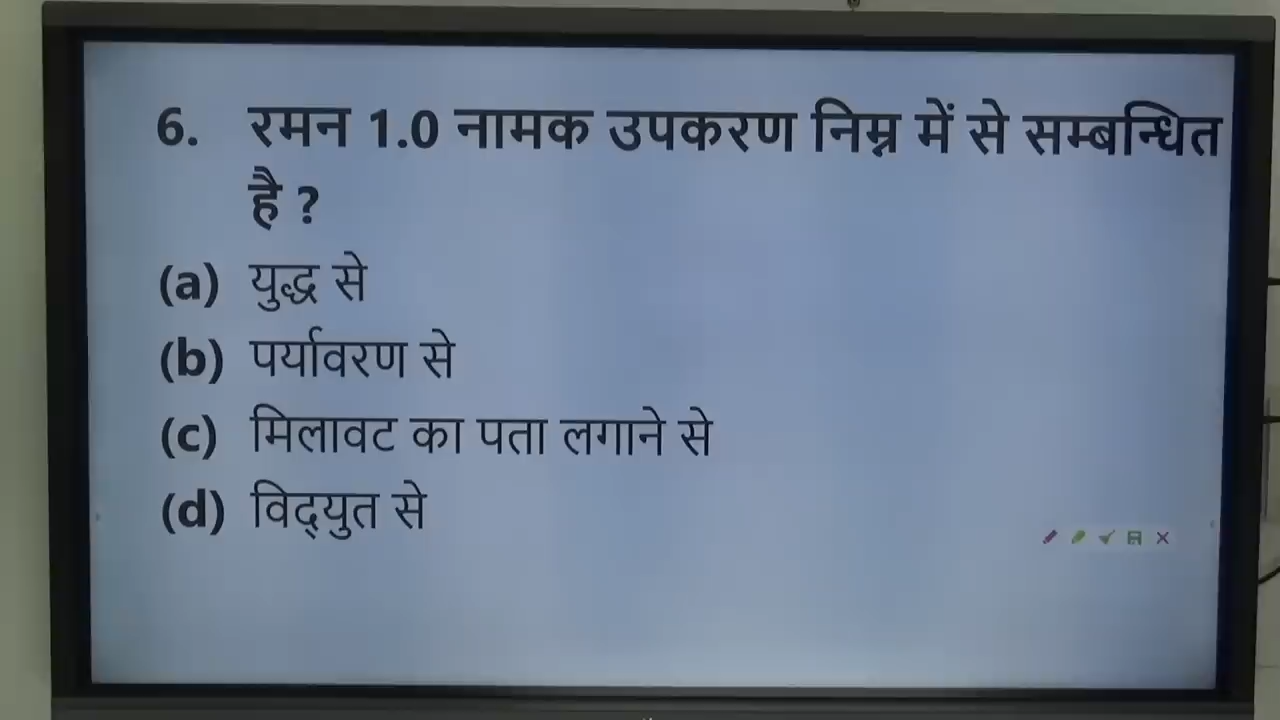 6. रमन 1.0 नामक उपकरण निम्न में से सम्बन्धित
है ?
(a) युद्ध से
(b) पर्यावरण से
(c) मिलावट का पता लगाने से
(d) विद्‌युत से